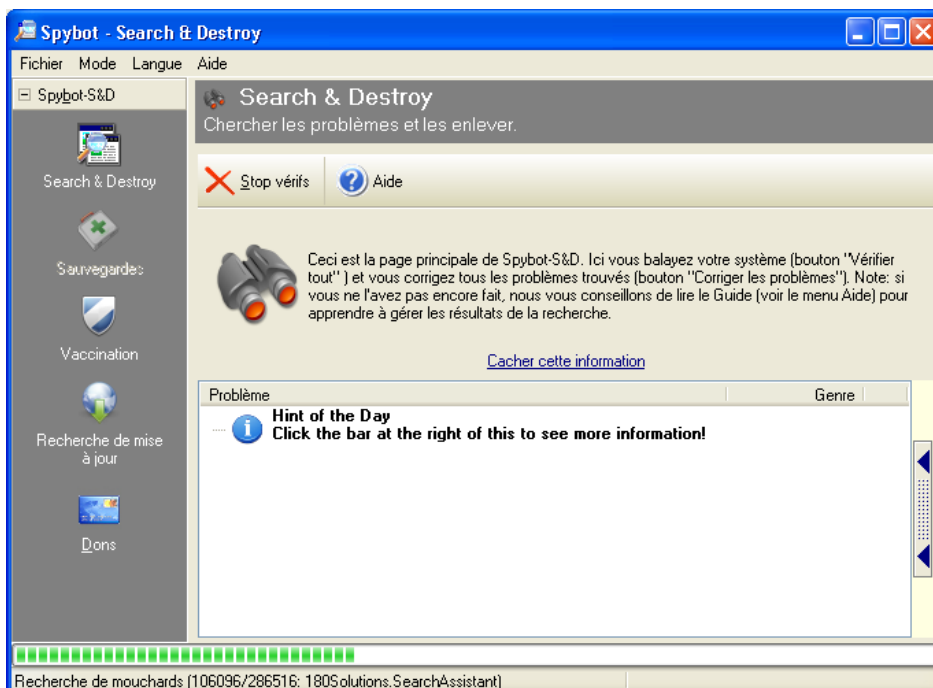 Spybot - Search & Destroy
Fichier Mode Langue Aide
Spybot-S&D
Search & Destroy
Chercher les problèmes et les enlever.
Search & Destroy
Sauvegardes
Vaccination
Recherche de mise
à jour
Dons
Stop vérifs
Aide
Ceci est la page principale de Spybot-S&D. Ici vous balayez votre système (bouton "Vérifier
tout" ) et vous corrigez tous les problèmes trouvés (bouton "Corriger les problèmes"). Note: si
vous ne l'avez pas encore fait, nous vous conseillons de lire le Guide (voir le menu Aide) pour
apprendre à gérer les résultats de la recherche.
Cacher cette information
Problème Genre
Hint of the Day
Click the bar at the right of this to see more information!
Recherche de mouchards (106096/286516: 180Solutions.SearchAssistant)